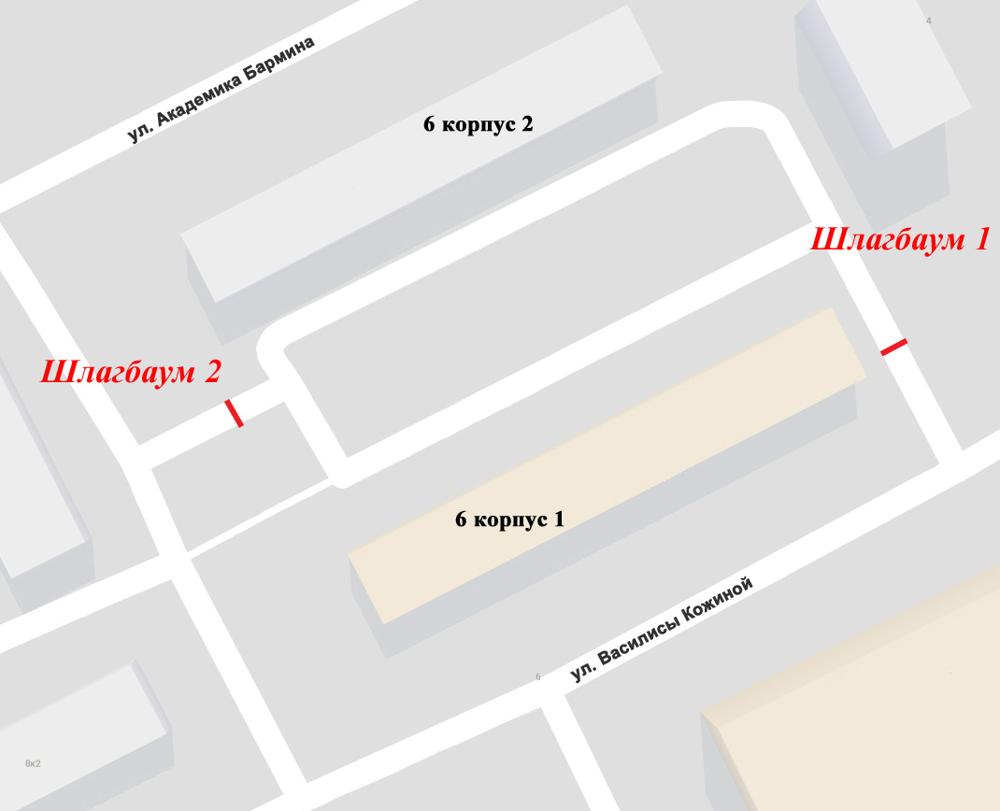 4
ул. Академика Бармина
6 корпус 2
Шлагбаум 1
Шлагбаум 2
6 корпус 1
ул. Василисы Кожиной
6
8к2